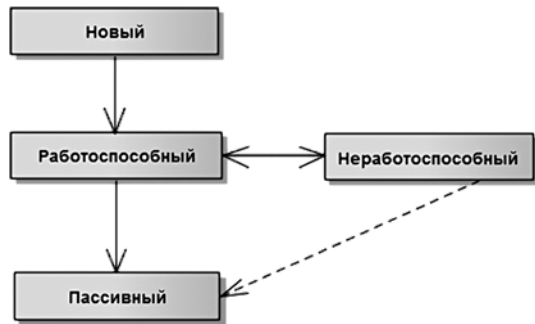 Новый
Работоспособный
Неработоспособный
Пассивный